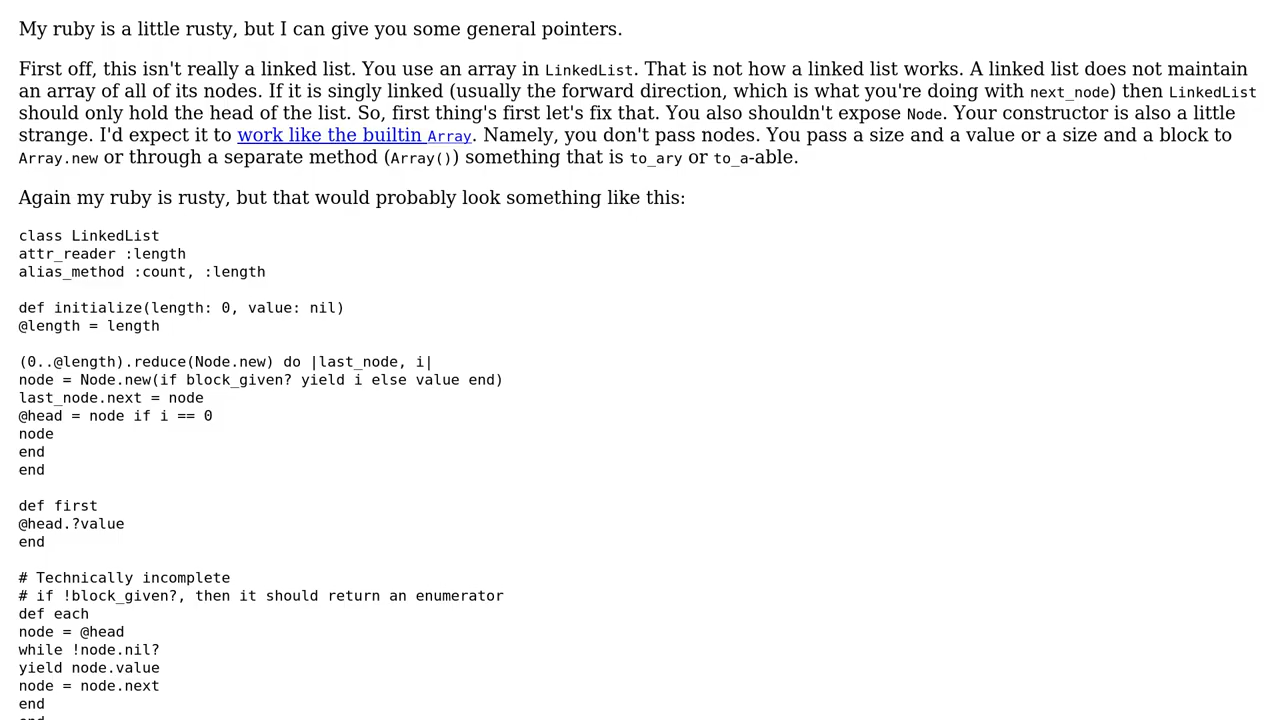 My ruby is a little rusty, but I can give you some general pointers.
First off, this isn't really a linked list. You use an array in LinkedList. That is not how a linked list works. A linked list does not maintain
an array of all of its nodes. If it is singly linked (usually the forward direction, which is what you're doing with next_node) then LinkedList
should only hold the head of the list. So, first thing's first let's fix that. You also shouldn't expose Node. Your constructor is also a little
strange. I'd expect it to work like the builtin Array. Namely, you don't pass nodes. You pass a size and a value or a size and a block to
Array.new or through a separate method (Array()) something that is to_ary or to_a-able.
Again my ruby is rusty, but that would probably look something like this:
class LinkedList
attr_reader :length
alias_method :count, :length
def initialize(length: 0, value: nil)
@length = length
(0..@length).reduce(Node.new) do |last_node, i|
node = Node.new(if block_given? yield i else value end)
last_node.next = node
@head = node if i == 0
node
end
end
def first
@head.?value
end
# Technically incomplete
# if !block_given?, then it should return an enumerator
def each
node = @head
while !node.nil?
yield node.value
node = node.next
end